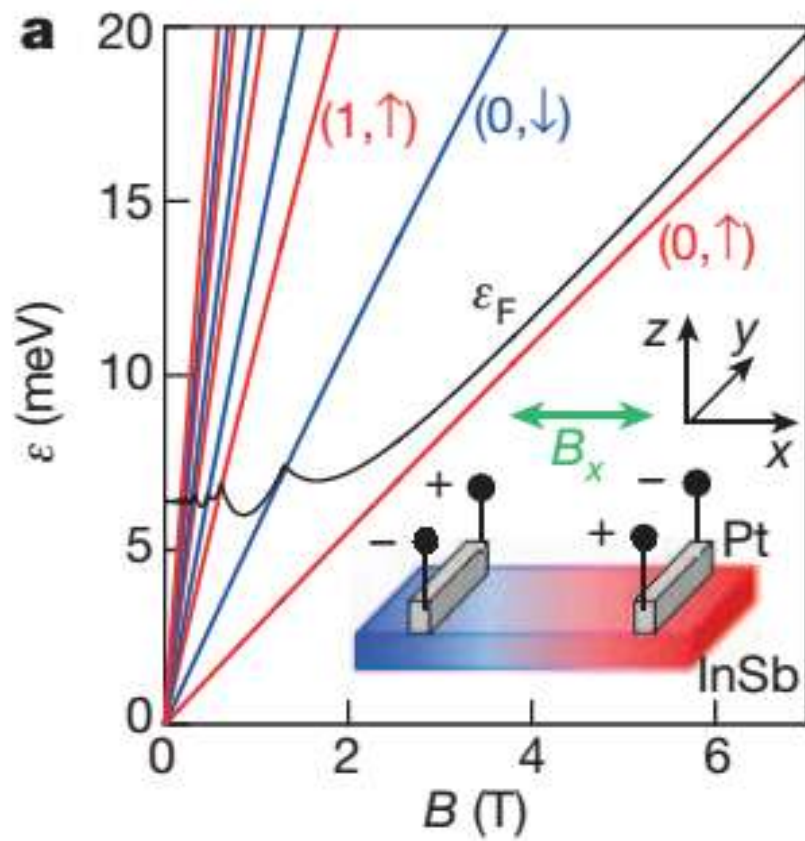 a
20
15
10
5
0
ε (meV)
(1,↑)
(0,↓)
(0,↑)
εF
z
y
x
Bx
+
−
−
+
Pt
InSb
0
2
4
6
B (T)